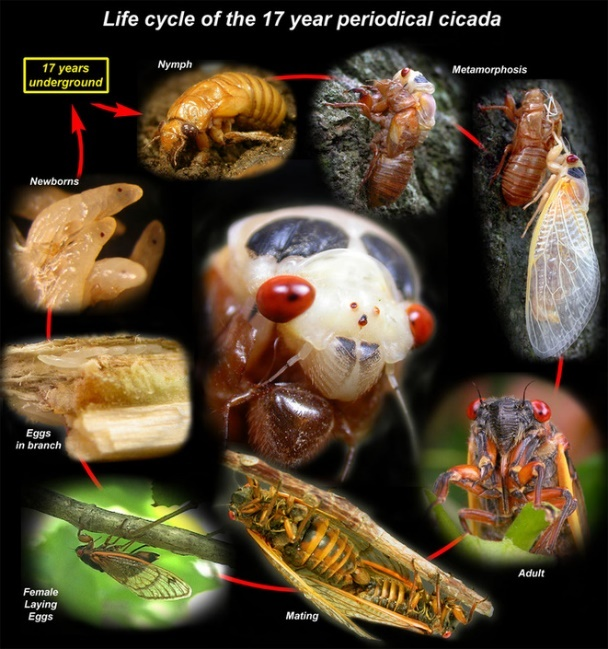 Life cycle of the 17 year periodical cicada
17 years
underground
Nymph
Metamorphosis
Newborns
Eggs
in branch
Female
Laying
Eggs
Mating
Adult